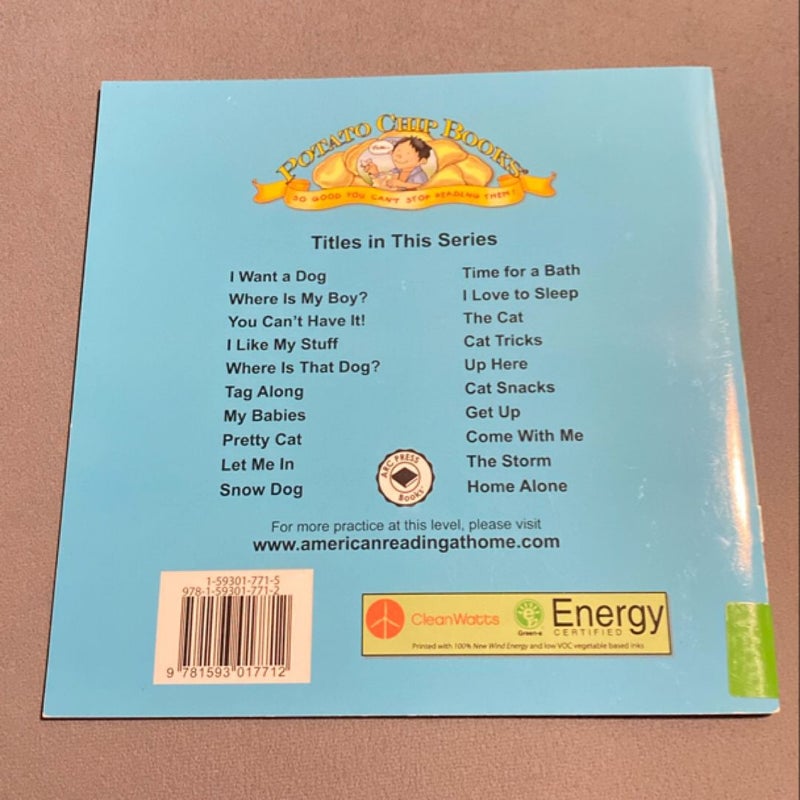 POTATO CHIP BOOKS
SO GOOD YOU CAN'T STOP READING THEM!
Titles in This Series
I Want a Dog
Where Is My Boy?
You Can't Have It!
I Like My Stuff
Where Is That Dog?
Tag Along
My Babies
Pretty Cat
Let Me In
Snow Dog
Time for a Bath
I Love to Sleep
The Cat
Cat Tricks
Up Here
Cat Snacks
Get Up
Come With Me
The Storm
Home Alone
ARC PRESS
Books
For more practice at this level, please visit
www.americanreadingathome.com
1-59301-771-5
978-1-59301-771-2
9 781593 017712
CleanWatts
Green-e
Energy
CERTIFIED
Printed with 100% New Wind Energy and low VOC vegetable based inks